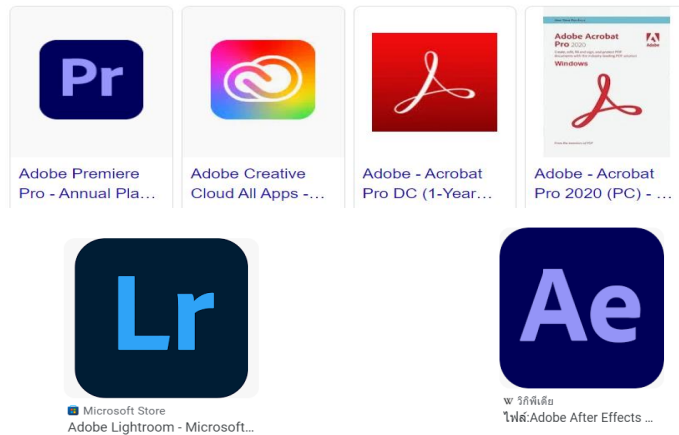 Pr
Adobe Premiere
Pro - Annual Pla...
Adobe Creative
Cloud All Apps -...
Adobe - Acrobat
Pro DC (1-Year...
Adobe Acrobat
Pro 2020
Adobe
Windows
Adobe - Acrobat
Pro 2020 (PC) - ...
Lr
Microsoft Store
Adobe Lightroom - Microsoft...
Ae
W วิกิพีเดีย
ไฟล์:Adobe After Effects ...